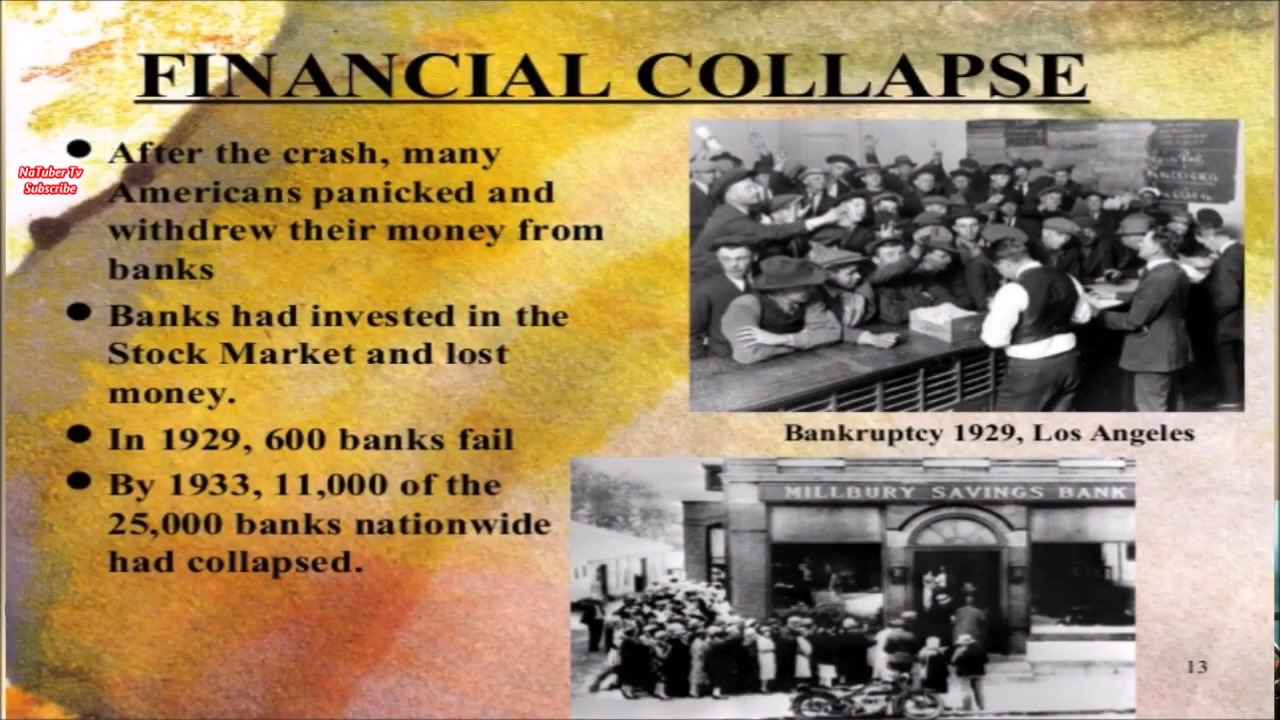 FINANCIAL COLLAPSE
NaTuber Tv
Subscribe
• After the crash, many
Americans panicked and
withdrew their money from
banks
• Banks had invested in the
Stock Market and lost
money.
• In 1929, 600 banks fail
• By 1933, 11,000 of the
25,000 banks nationwide
had collapsed.
Bankruptcy 1929, Los Angeles
MILLBURY SAVINGS BANK
13